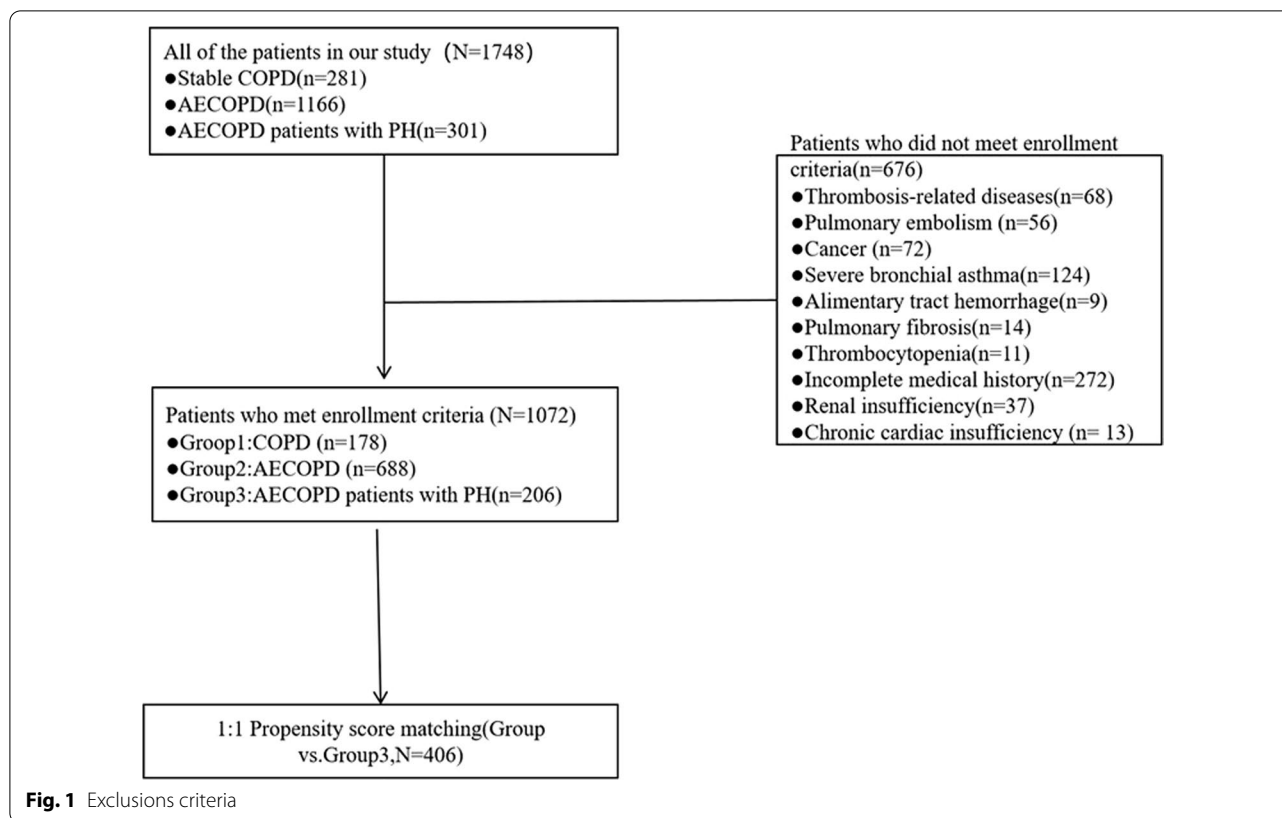 All of the patients in our study (N=1748)
●Stable COPD(n=281)
●AECOPD(n=1166)
●AECOPD patients with PH(n=301)
Patients who did not meet enrollment
criteria(n=676)
●Thrombosis-related diseases(n=68)
●Pulmonary embolism (n=56)
●Cancer (n=72)
●Severe bronchial asthma(n=124)
●Alimentary tract hemorrhage(n=9)
●Pulmonary fibrosis(n=14)
●Thrombocytopenia(n=11)
●Incomplete medical history(n=272)
●Renal insufficiency(n=37)
●Chronic cardiac insufficiency (n= 13)
Patients who met enrollment criteria (N=1072)
●Groop1:COPD (n=178)
●Group2:AECOPD (n=688)
●Group3:AECOPD patients with PH(n=206)
1:1 Propensity score matching(Group
vs.Group3,N=406)
Fig. 1 Exclusions criteria